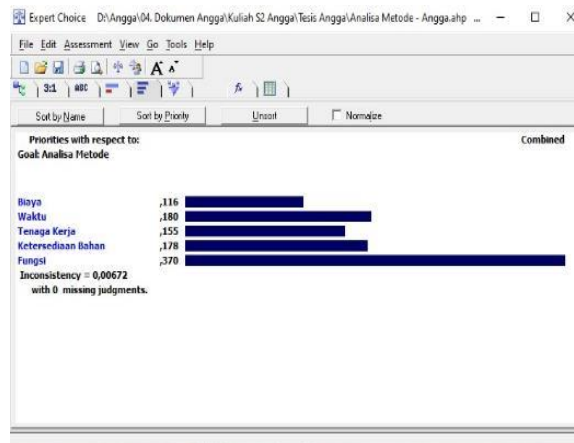 Expert Choice D:\Angga\04. Dokumen Angga\Kuliah S2 Angga\Tesis Angga\Analisa Metode - Angga.ahp ...
File Edit Assessment View Go Tools Help
3:1 ABC
Sort by Name Sort by Priority Unsort Normalize
Priorities with respect to: Combined
Goal: Analisa Metode
Biaya ,116
Waktu ,180
Tenaga Kerja ,155
Ketersediaan Bahan ,178
Fungsi ,370
Inconsistency = 0,00672
with 0 missing judgments.